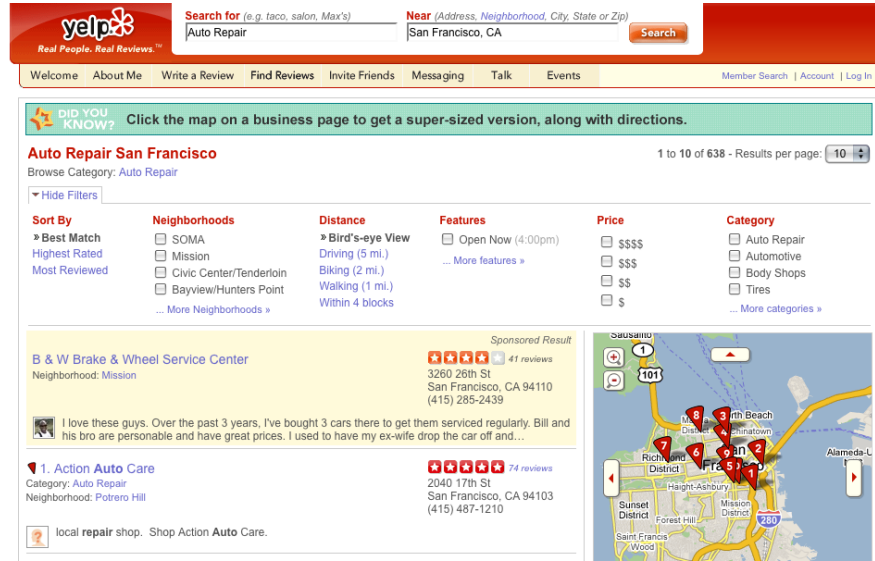 yelp
Real People. Real Reviews.™
Search for (e.g. taco, salon, Max's)
Auto Repair
Near (Address, Neighborhood, City, State or Zip)
San Francisco, CA
Search
Welcome About Me Write a Review Find Reviews Invite Friends Messaging Talk Events
Member Search | Account | Log In
DID YOU KNOW? Click the map on a business page to get a super-sized version, along with directions.
Auto Repair San Francisco
1 to 10 of 638 - Results per page: 10
Browse Category: Auto Repair
Hide Filters
Sort By
» Best Match
Highest Rated
Most Reviewed
Neighborhoods
SOMA
Mission
Civic Center/Tenderloin
Bayview/Hunters Point
... More Neighborhoods »
Distance
» Bird's-eye View
Driving (5 mi.)
Biking (2 mi.)
Walking (1 mi.)
Within 4 blocks
Features
Open Now (4:00pm)
... More features »
Price
$$$$
$$$
$$
$
Category
Auto Repair
Automotive
Body Shops
Tires
... More categories »
Sponsored Result
B & W Brake & Wheel Service Center
Neighborhood: Mission
41 reviews
3260 26th St
San Francisco, CA 94110
(415) 285-2439
I love these guys. Over the past 3 years, I've bought 3 cars there to get them serviced regularly. Bill and
his bro are personable and have great prices. I used to have my ex-wife drop the car off and…
1. Action Auto Care
Category: Auto Repair
Neighborhood: Potrero Hill
74 reviews
2040 17th St
San Francisco, CA 94103
(415) 487-1210
local repair shop. Shop Action Auto Care.
Sausalito
1
101
8
3
4
7
6
9
5
2
1
North Beach
Chinatown
Richmond
District
Haight-Ashbury
Sunset
District
Mission
District
Forest Hill
280
Saint Francis
Wood